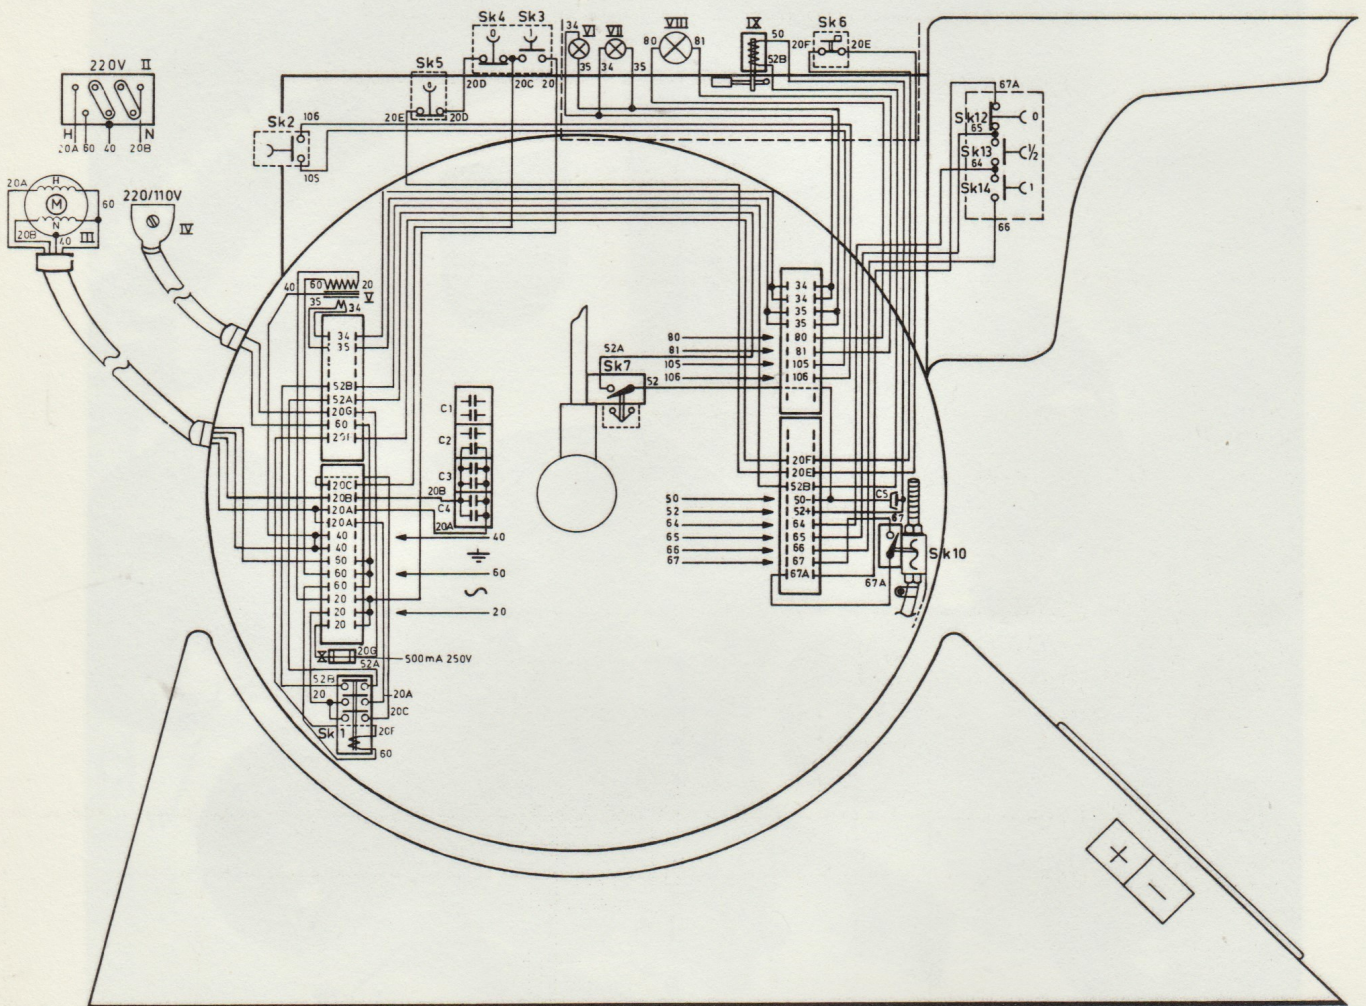 Sk4 Sk3
34 VI VII VIII IX 50 Sk6
80 81 20F 20E
0 1
35 34 35 52B
220V II
Sk5
0
20D 20C 20
67A
Sk12 0
65
Sk13 1/2
64
Sk14 1
66
H N
20A 60 40 20B
Sk2 106
105
20E 20D
20A H 60
M
N
20B 40 III
220/110V
IV
60 20
40 V
35 34
34
35
52B
52A
20G
60
20F
20C
20B
20A
20A
40
40
50
60
60
20
20
20
C1
C2
C3
20B
C4
20A
40
60
20
20G
52A
500mA 250V
52B
20 20A
20C
Sk1 20F
60
52A
Sk7
52
80
81
105
106
34
34
35
35
80
81
105
106
50
52
64
65
66
67
20F
20E
52B
50-
52+
64
65
66
67
67A
C5
67
Sk10
67A
+ -